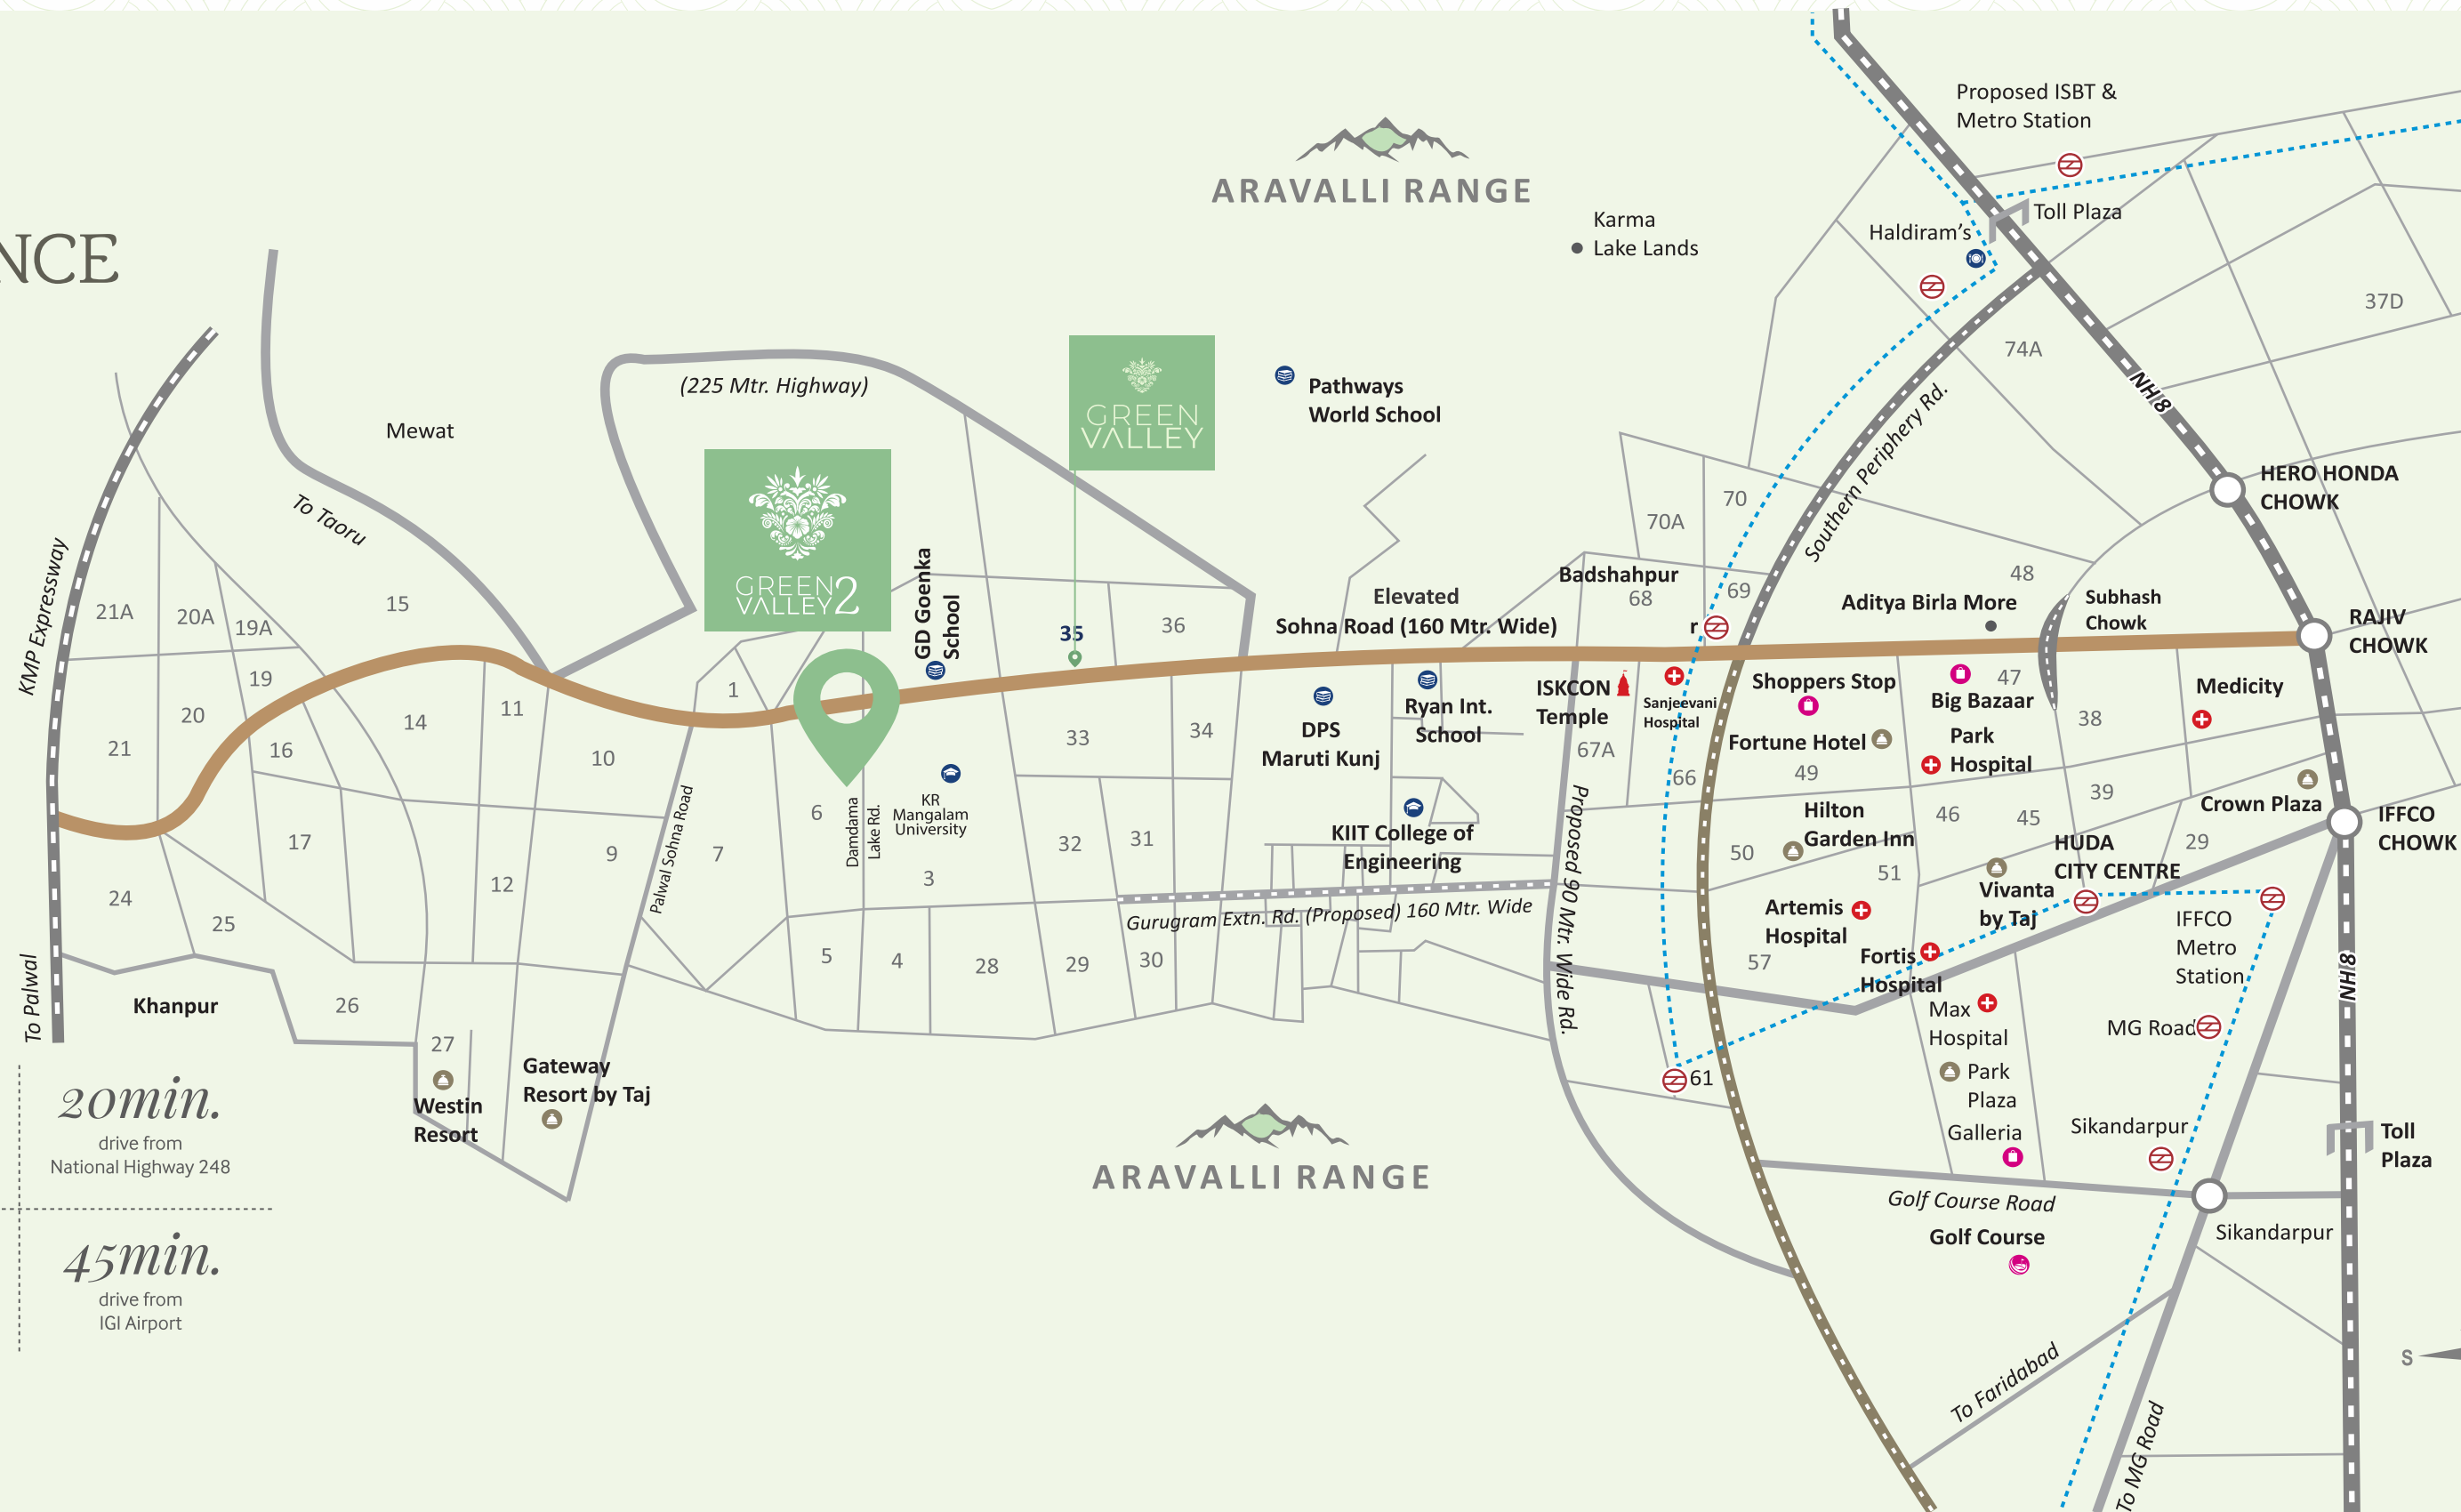 NCE
Proposed ISBT &
Metro Station
Toll Plaza
Haldiram's
ARAVALLI RANGE
Karma
Lake Lands
37D
74A
NH8
Southern Periphery Rd.
HERO HONDA
CHOWK
(225 Mtr. Highway)
GREEN
VALLEY
Pathways
World School
Mewat
To Taoru
KMP Expressway
GREEN
VALLEY2
GD Goenka
School
70
70A
Badshahpur
68
69
48
Elevated
Sohna Road (160 Mtr. Wide)
r
Aditya Birla More
Subhash
Chowk
RAJIV
CHOWK
21A
20A
19A
15
35
36
19
20
21
16
14
11
10
1
33
34
DPS
Maruti Kunj
Ryan Int.
School
ISKCON
Temple
Sanjeevani
Hospital
67A
66
Shoppers Stop
Big Bazaar
47
38
Medicity
Fortune Hotel
Park
Hospital
49
39
Crown Plaza
IFFCO
CHOWK
17
9
12
Palwal Sohna Road
7
6
Damdama
Lake Rd.
KR
Mangalam
University
3
32
31
KIIT College of
Engineering
Proposed 90 Mtr. Wide Rd.
Hilton
Garden Inn
50
46
45
51
HUDA
CITY CENTRE
29
Vivanta
by Taj
24
25
Gurugram Extn. Rd. (Proposed) 160 Mtr. Wide
Artemis
Hospital
IFFCO
Metro
Station
5
4
28
29
30
57
Fortis
Hospital
NH8
To Palwal
Khanpur
26
27
Max
Hospital
MG Road
Westin
Resort
Gateway
Resort by Taj
61
Park
Plaza
Galleria
Sikandarpur
Toll
Plaza
20min.
drive from
National Highway 248
ARAVALLI RANGE
Golf Course Road
Golf Course
Sikandarpur
45min.
drive from
IGI Airport
To Faridabad
To MG Road
S